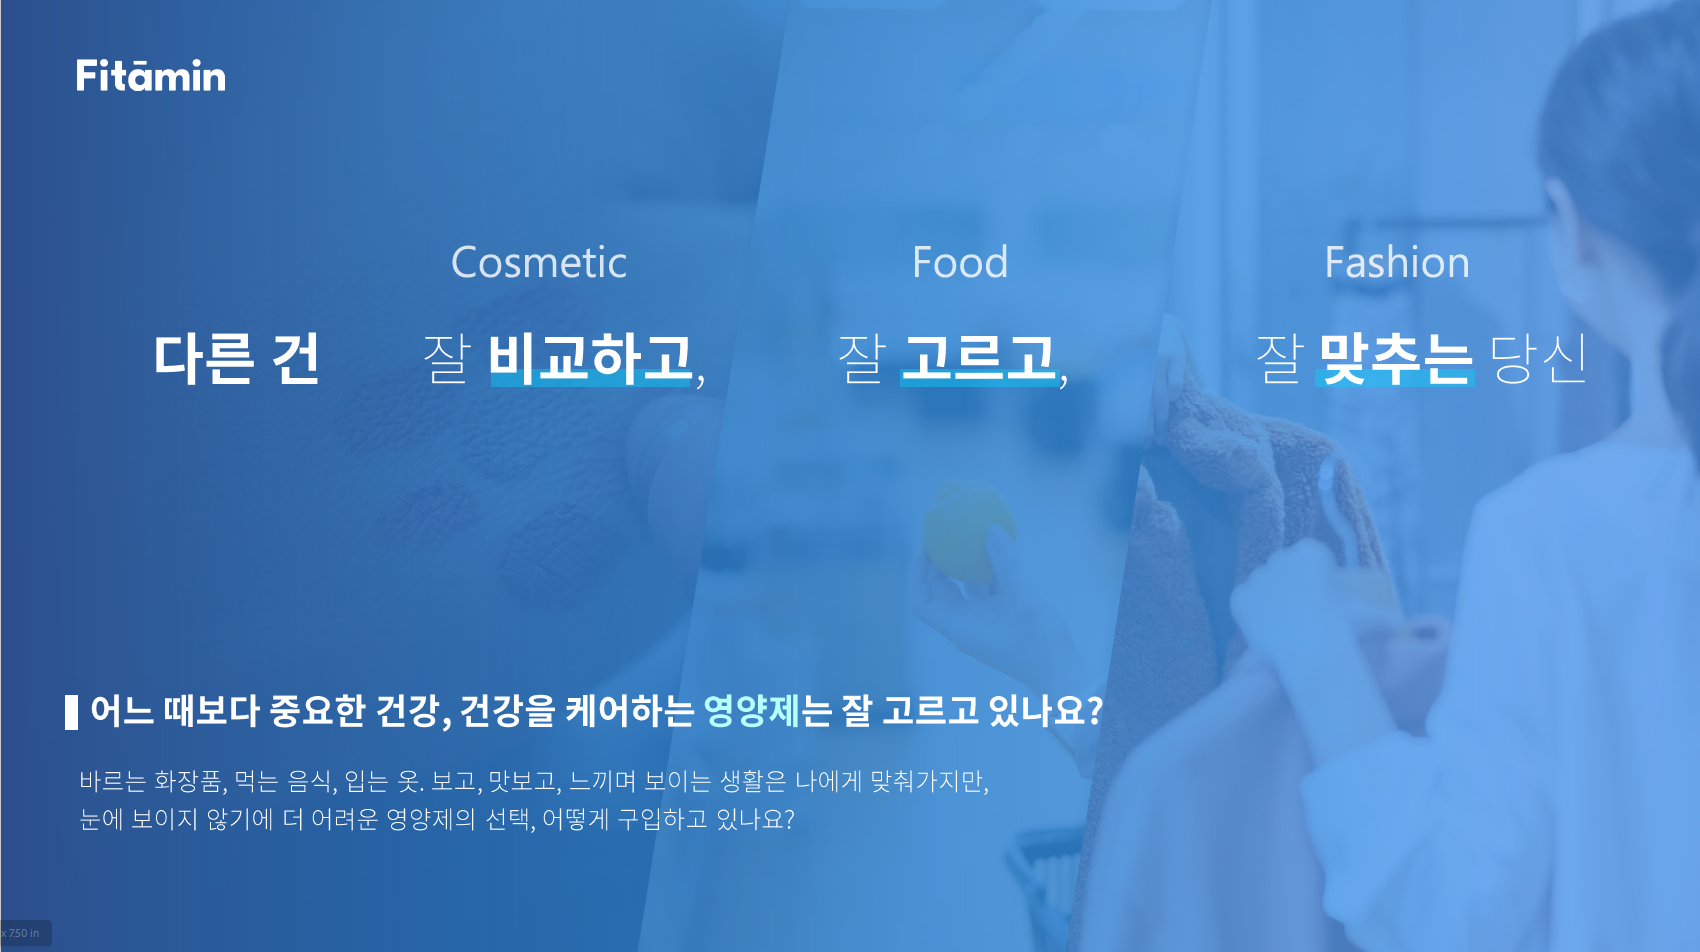 Fitāmin
Cosmetic Food Fashion
다른 건 잘 비교하고, 잘 고르고, 잘 맞추는 당신
어느 때보다 중요한 건강, 건강을 케어하는 영양제는 잘 고르고 있나요?
바르는 화장품, 먹는 음식, 입는 옷. 보고, 맛보고, 느끼며 보이는 생활은 나에게 맞춰가지만,
눈에 보이지 않기에 더 어려운 영양제의 선택, 어떻게 구입하고 있나요?
x 7.50 in